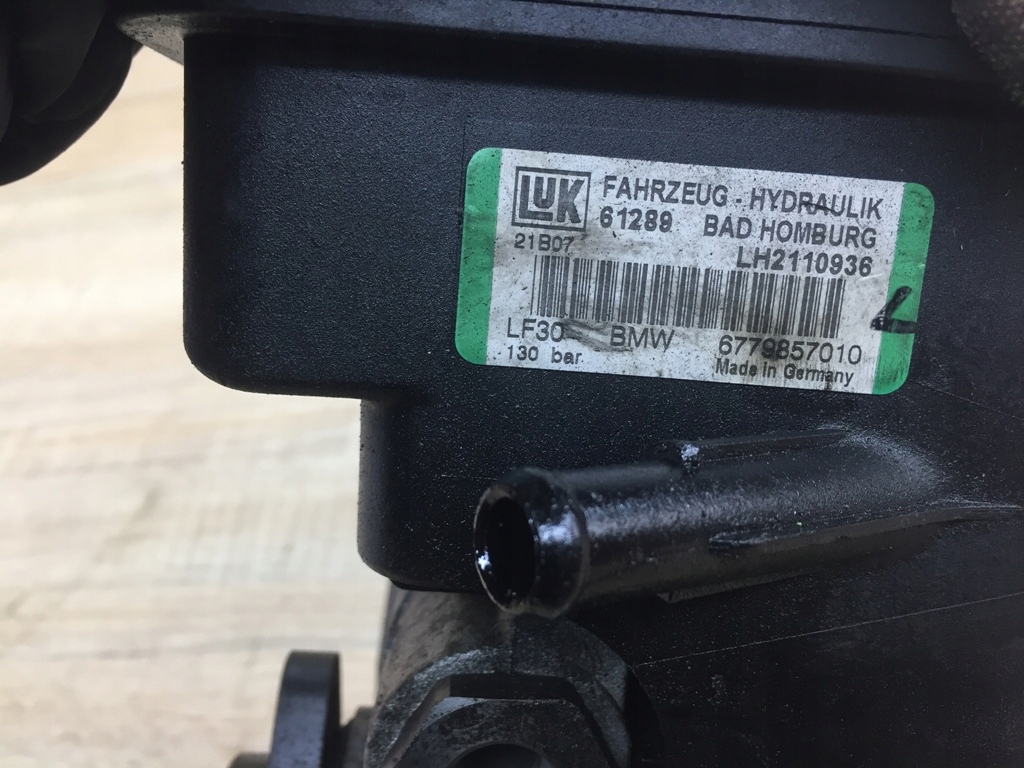 LUK FAHRZEUG - HYDRAULIK
61289 BAD HOMBURG
21B07 LH2110936
LF30 BMW 6779857010
130 bar Made in Germany